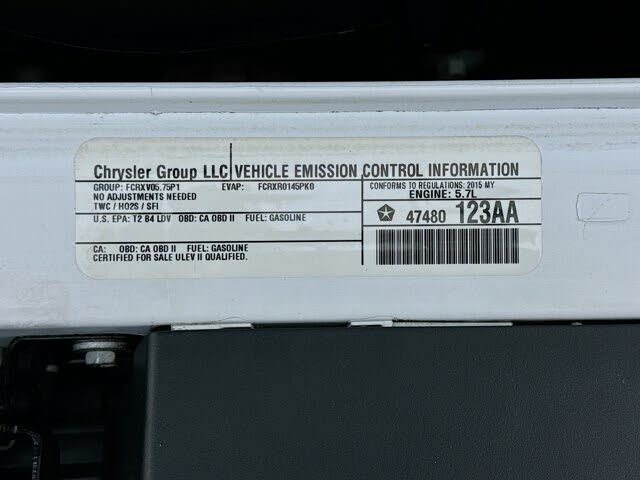 Chrysler Group LLC VEHICLE EMISSION CONTROL INFORMATION
GROUP: FCRXV05.75P1 EVAP: FCRXR0145PK0
NO ADJUSTMENTS NEEDED
TWC / HO2S / SFI
U.S. EPA: T2 B4 LDV OBD: CA OBD II FUEL: GASOLINE
CA: OBD: CA OBD II FUEL: GASOLINE
CERTIFIED FOR SALE ULEV II QUALIFIED.
CONFORMS TO REGULATIONS: 2015 MY
ENGINE: 5.7L
47480 123AA